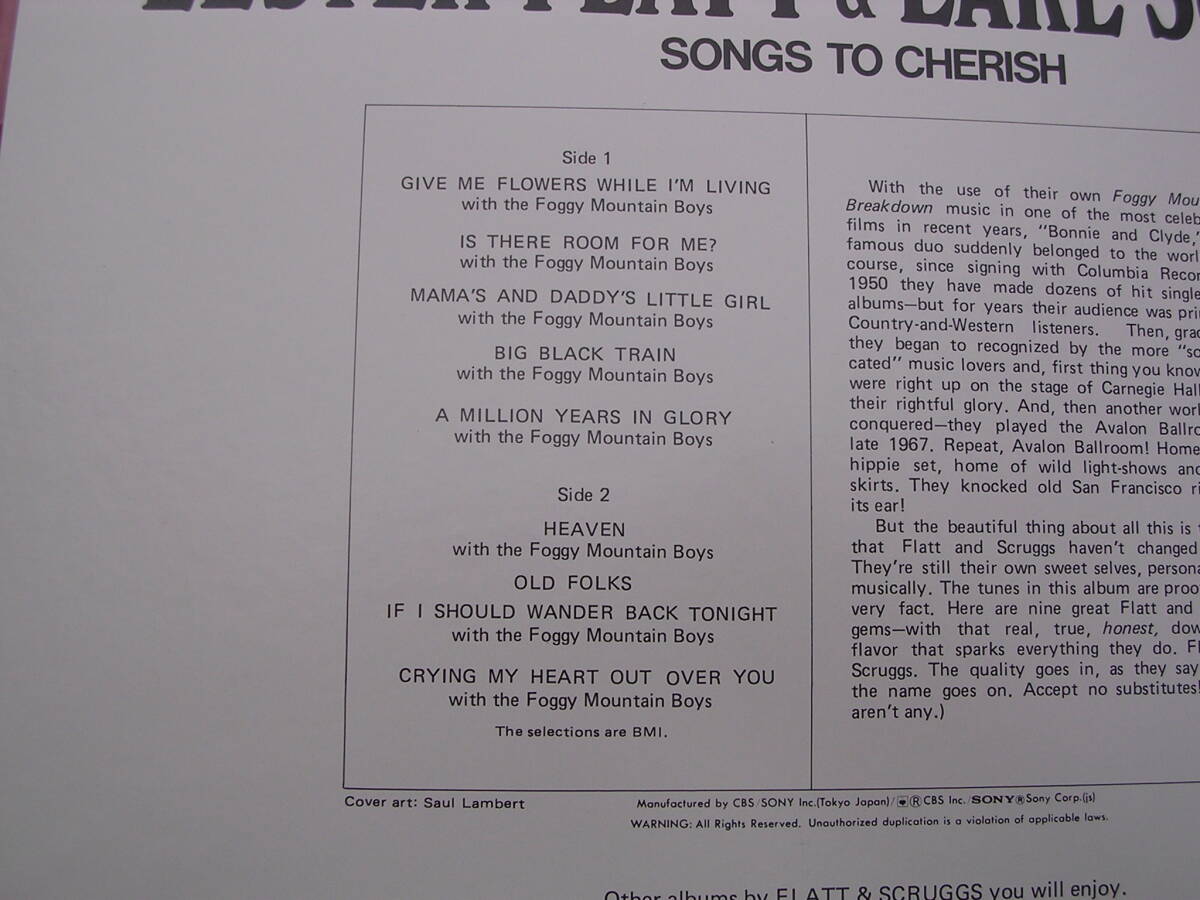 LESTER FLATT & EARL
SONGS TO CHERISH
Side 1
GIVE ME FLOWERS WHILE I'M LIVING
with the Foggy Mountain Boys
IS THERE ROOM FOR ME?
with the Foggy Mountain Boys
MAMA'S AND DADDY'S LITTLE GIRL
with the Foggy Mountain Boys
BIG BLACK TRAIN
with the Foggy Mountain Boys
A MILLION YEARS IN GLORY
with the Foggy Mountain Boys
Side 2
HEAVEN
with the Foggy Mountain Boys
OLD FOLKS
IF I SHOULD WANDER BACK TONIGHT
with the Foggy Mountain Boys
CRYING MY HEART OUT OVER YOU
with the Foggy Mountain Boys
The selections are BMI.
With the use of their own Foggy Mou
Breakdown music in one of the most celeb
films in recent years, "Bonnie and Clyde,"
famous duo suddenly belonged to the worl
course, since signing with Columbia Recor
1950 they have made dozens of hit single
albums—but for years their audience was pri
Country-and-Western listeners. Then, grad
they began to recognized by the more "so
cated" music lovers and, first thing you know
were right up on the stage of Carnegie Hall
their rightful glory. And, then another worl
conquered—they played the Avalon Ballro
late 1967. Repeat, Avalon Ballroom! Home
hippie set, home of wild light-shows and
skirts. They knocked old San Francisco ri
its ear!
But the beautiful thing about all this is t
that Flatt and Scruggs haven't changed
They're still their own sweet selves, persona
musically. The tunes in this album are proo
very fact. Here are nine great Flatt and
gems—with that real, true, honest, dow
flavor that sparks everything they do. Fl
Scruggs. The quality goes in, as they say
the name goes on. Accept no substitutes!
aren't any.)
Cover art: Saul Lambert
Manufactured by CBS/SONY Inc.(Tokyo Japan)/ ® CBS Inc./SONY® Sony Corp.(js)
WARNING: All Rights Reserved. Unauthorized duplication is a violation of applicable laws.
Other albums by FLATT & SCRUGGS you will enjoy.